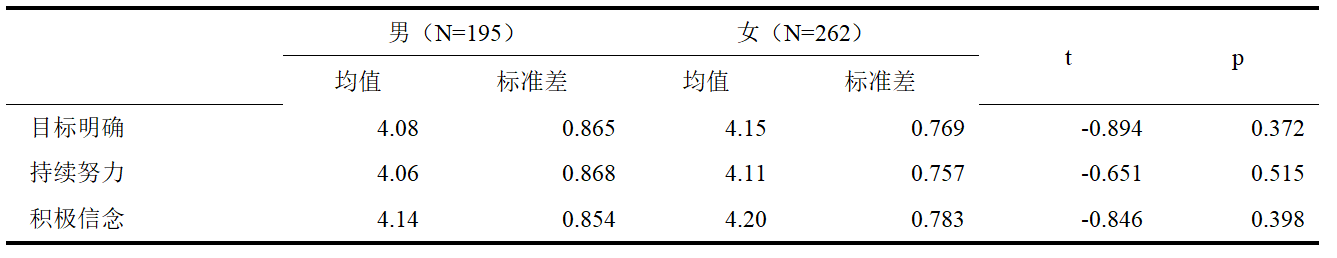 男（N=195） 女（N=262） t p
均值 标准差 均值 标准差
目标明确 4.08 0.865 4.15 0.769 -0.894 0.372
持续努力 4.06 0.868 4.11 0.757 -0.651 0.515
积极信念 4.14 0.854 4.20 0.783 -0.846 0.398